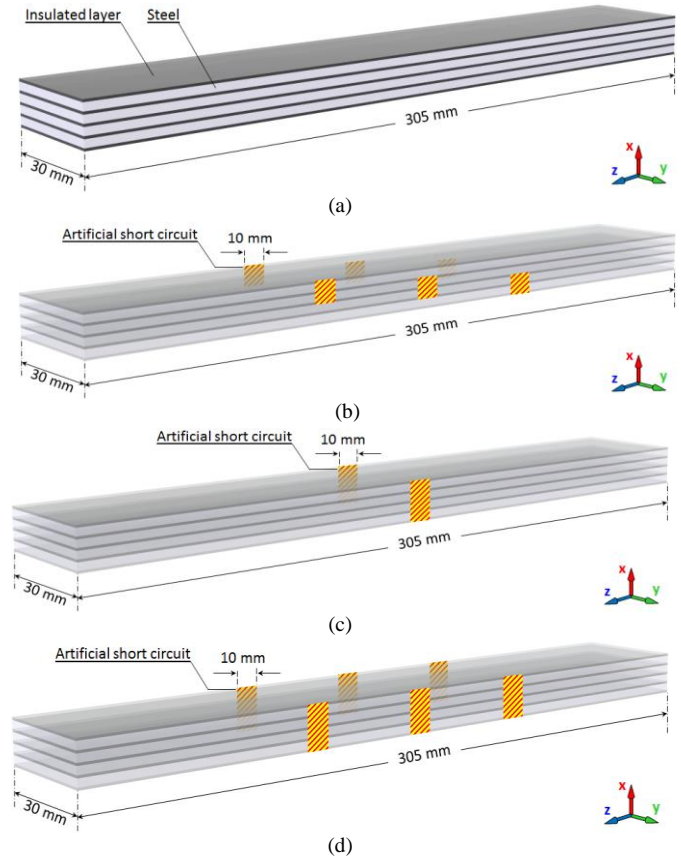 Insulated layer
Steel
305 mm
30 mm
x
z
y
(a)
Artificial short circuit
10 mm
305 mm
30 mm
x
z
y
(b)
Artificial short circuit
10 mm
305 mm
30 mm
x
z
y
(c)
Artificial short circuit
10 mm
305 mm
30 mm
x
z
y
(d)